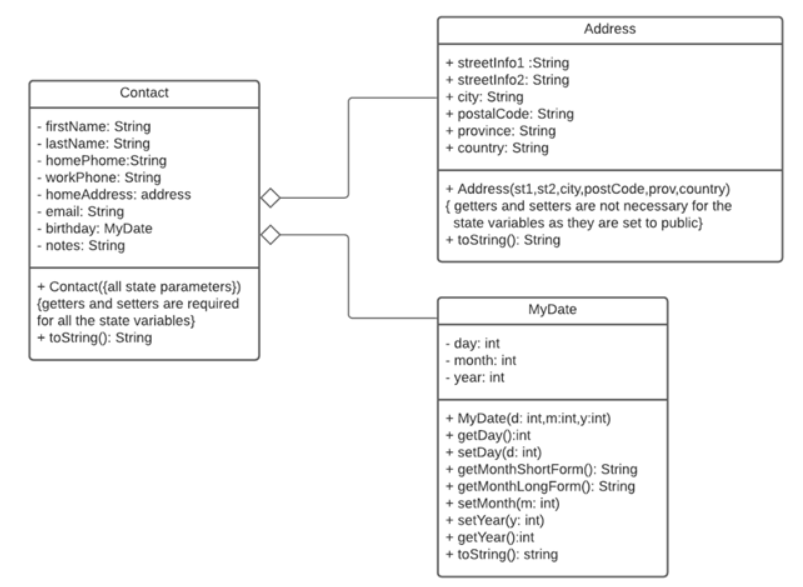 Contact
- firstName: String
- lastName: String
- homePhome:String
- workPhone: String
- homeAddress: address
- email: String
- birthday: MyDate
- notes: String
+ Contact({all state parameters})
{getters and setters are required
for all the state variables}
+ toString(): String
Address
+ streetInfo1 :String
+ streetInfo2: String
+ city: String
+ postalCode: String
+ province: String
+ country: String
+ Address(st1,st2,city,postCode,prov,country)
{ getters and setters are not necessary for the
state variables as they are set to public}
+ toString(): String
MyDate
- day: int
- month: int
- year: int
+ MyDate(d: int,m:int,y:int)
+ getDay():int
+ setDay(d: int)
+ getMonthShortForm(): String
+ getMonthLongForm(): String
+ setMonth(m: int)
+ setYear(y: int)
+ getYear():int
+ toString(): string